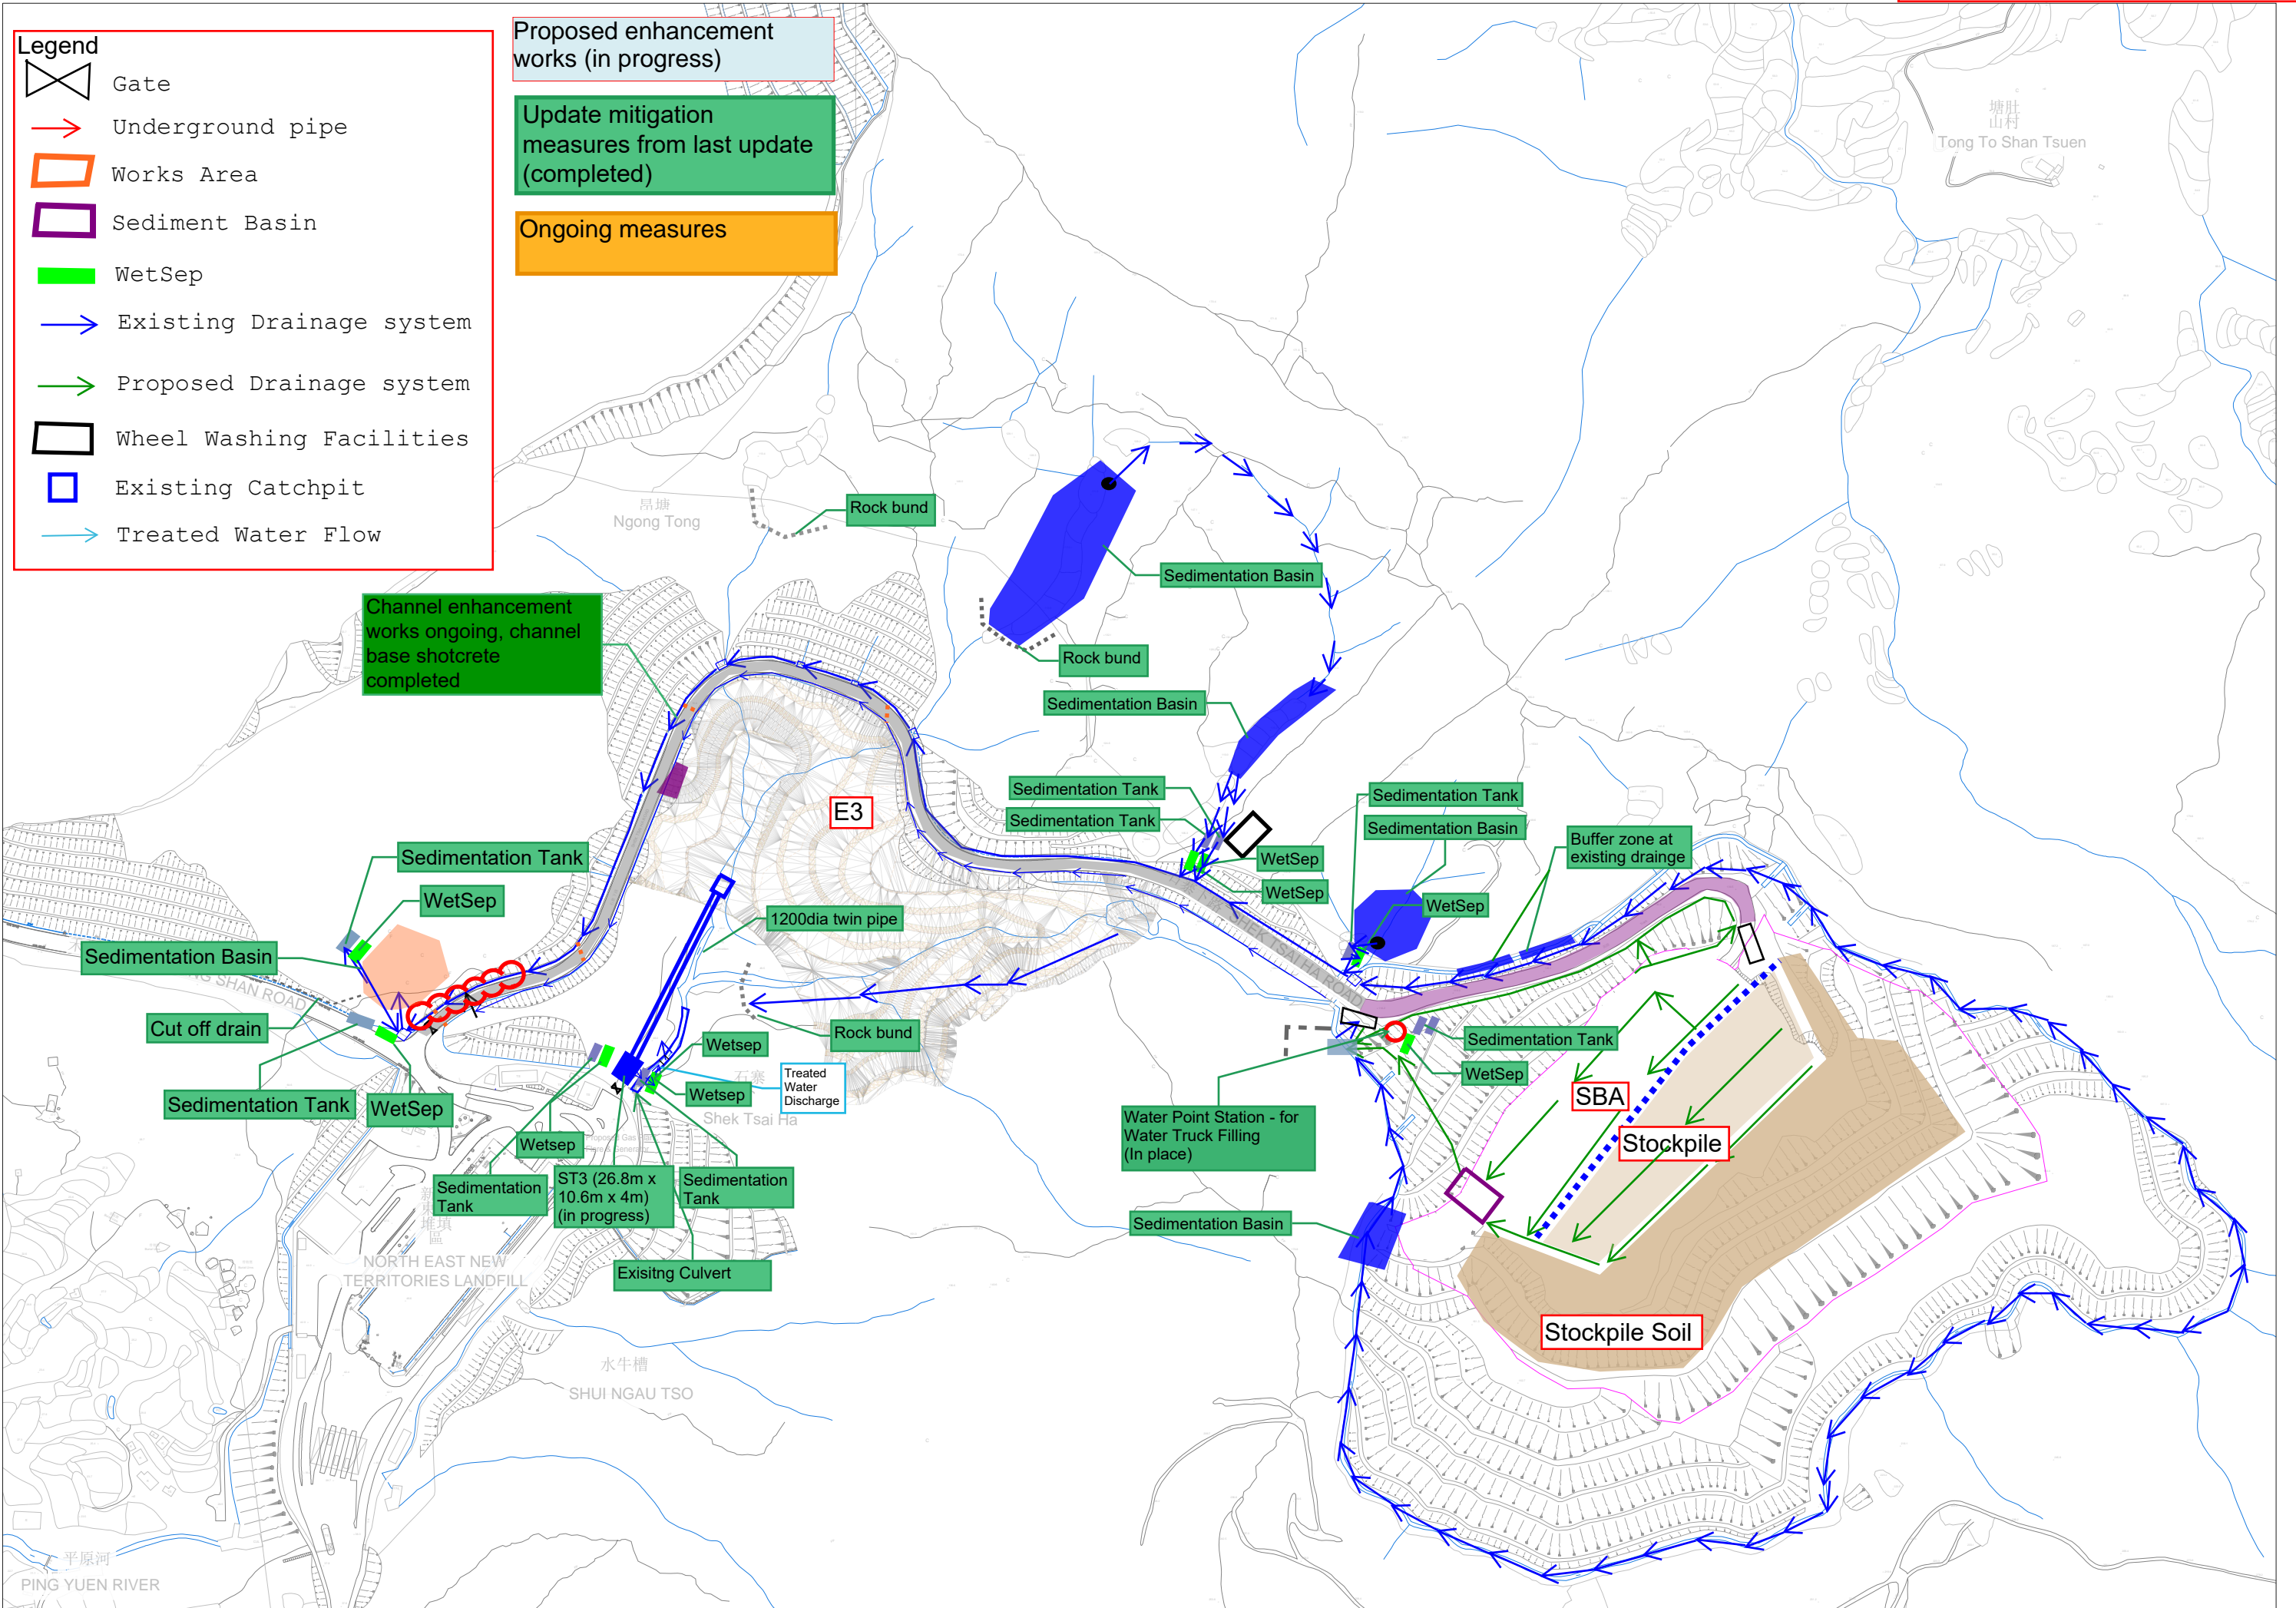 Legend
Gate
Underground pipe
Works Area
Sediment Basin
WetSep
Existing Drainage system
Proposed Drainage system
Wheel Washing Facilities
Existing Catchpit
Treated Water Flow
Proposed enhancement
works (in progress)
Update mitigation
measures from last update
(completed)
Ongoing measures
塘肚
山村
Tong To Shan Tsuen
昂塘
Ngong Tong
Rock bund
Sedimentation Basin
Rock bund
Sedimentation Basin
Channel enhancement
works ongoing, channel
base shotcrete
completed
E3
Sedimentation Tank
Sedimentation Tank
WetSep
WetSep
Sedimentation Tank
Sedimentation Basin
WetSep
Buffer zone at
existing drainge
Sedimentation Tank
WetSep
Sedimentation Basin
SHAN ROAD
Cut off drain
Sedimentation Tank
WetSep
1200dia twin pipe
Rock bund
Wetsep
Wetsep
Treated
Water
Discharge
石寨
Shek Tsai Ha
TSAI HA ROAD
Wetsep
Sedimentation
Tank
ST3 (26.8m x
10.6m x 4m)
(in progress)
Sedimentation
Tank
Exisitng Culvert
NORTH EAST NEW
TERRITORIES LANDFILL
水牛槽
SHUI NGAU TSO
平原河
PING YUEN RIVER
Sedimentation Tank
WetSep
Water Point Station - for
Water Truck Filling
(In place)
Sedimentation Basin
SBA
Stockpile
Stockpile Soil